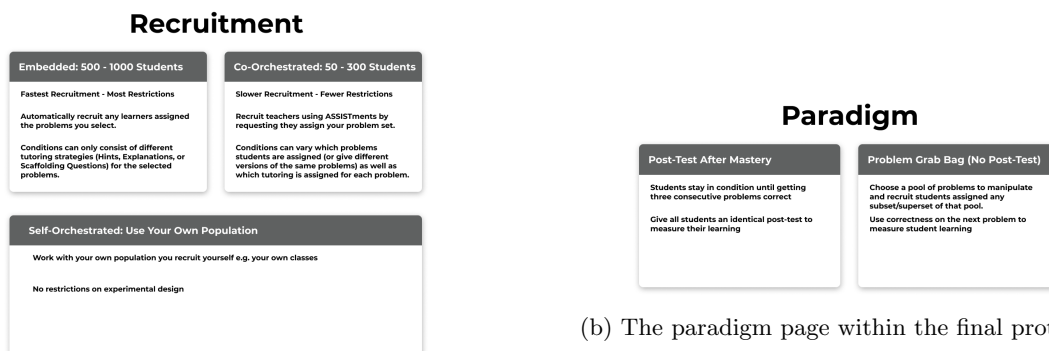 Recruitment
Embedded: 500 - 1000 Students
Fastest Recruitment - Most Restrictions
Automatically recruit any learners assigned
the problems you select.
Conditions can only consist of different
tutoring strategies (Hints, Explanations, or
Scaffolding Questions) for the selected
problems.
Co-Orchestrated: 50 - 300 Students
Slower Recruitment - Fewer Restrictions
Recruit teachers using ASSISTments by
requesting they assign your problem set.
Conditions can vary which problems
students are assigned (or give different
versions of the same problems) as well as
which tutoring is assigned for each problem.
Self-Orchestrated: Use Your Own Population
Work with your own population you recruit yourself e.g. your own classes
No restrictions on experimental design
Paradigm
Post-Test After Mastery
Students stay in condition until getting
three consecutive problems correct
Give all students an identical post-test to
measure their learning
Problem Grab Bag (No Post-Test)
Choose a pool of problems to manipulate
and recruit students assigned any
subset/superset of that pool.
Use correctness on the next problem to
measure student learning
(b) The paradigm page within the final